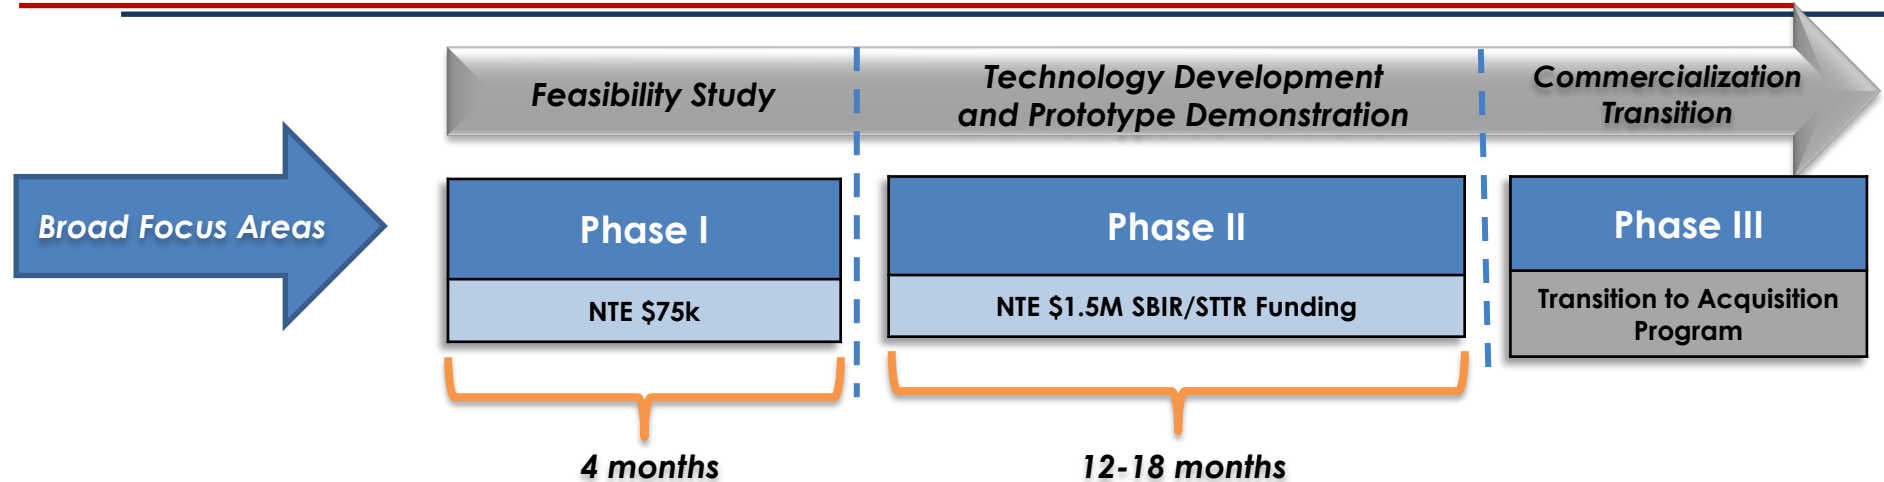 Feasibility Study
Technology Development
and Prototype Demonstration
Commercialization
Transition
Broad Focus Areas
Phase I
NTE $75k
Phase II
NTE $1.5M SBIR/STTR Funding
Phase III
Transition to Acquisition
Program
4 months
12-18 months